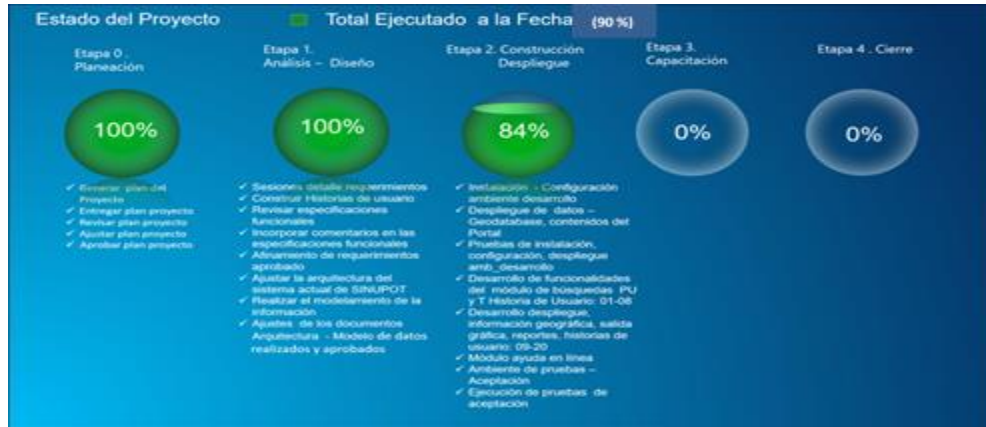 Estado del Proyecto
Total Ejecutado a la Fecha (90 %)
Etapa 0 .
Planeación
100%
✓ Generar plan del
Proyecto
✓ Entregar plan proyecto
✓ Revisar plan proyecto
✓ Ajustar plan proyecto
✓ Aprobar plan proyecto
Etapa 1.
Análisis – Diseño
100%
✓ Sesiones detalle requerimientos
✓ Construir Historias de usuario
✓ Revisar especificaciones
funcionales
✓ Incorporar comentarios en las
especificaciones funcionales
✓ Afinamiento de requerimientos
aprobado
✓ Ajustar la arquitectura del
sistema actual de SINUPOT
✓ Realizar el modelamiento de la
información
✓ Ajustes de los documentos
Arquitectura - Modelo de datos
realizados y aprobados
Etapa 2. Construcción
Despliegue
84%
✓ Instalación - Configuración
ambiente desarrollo
✓ Despliegue de datos –
Geodatabase, contenidos del
Portal
✓ Pruebas de instalación,
configuración, despliegue
amb_desarrollo
✓ Desarrollo de funcionalidades
del módulo de búsquedas PU
y T Historia de Usuario: 01-08
✓ Desarrollo despliegue,
información geográfica, salida
gráfica, reportes, historias de
usuario: 09-20
✓ Módulo ayuda en línea
✓ Ambiente de pruebas –
Aceptación
✓ Ejecución de pruebas de
aceptación
Etapa 3.
Capacitación
0%
Etapa 4 . Cierre
0%